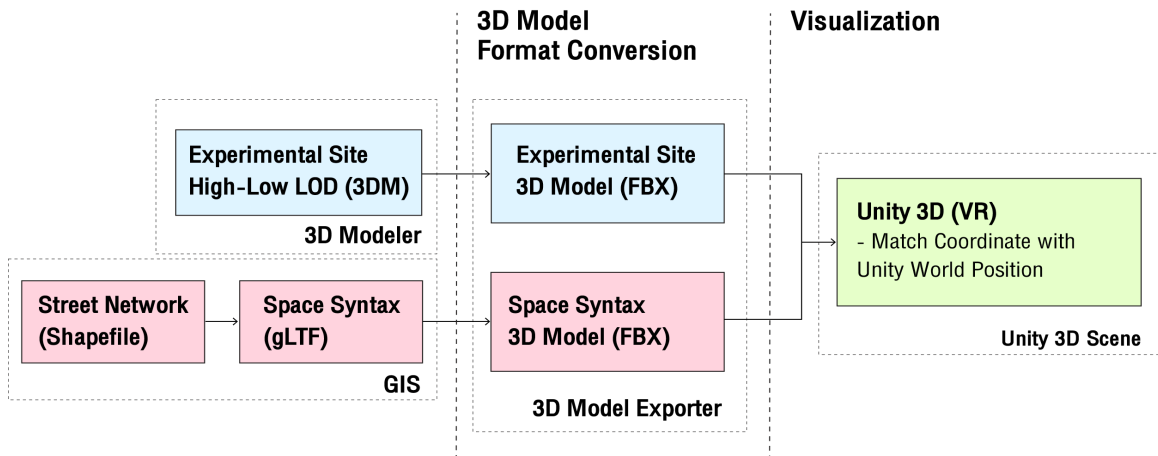 3D Model
Format Conversion
Visualization
Experimental Site
High-Low LOD (3DM)
3D Modeler
Street Network
(Shapefile)
Space Syntax
(gLTF)
GIS
Experimental Site
3D Model (FBX)
Space Syntax
3D Model (FBX)
3D Model Exporter
Unity 3D (VR)
- Match Coordinate with
Unity World Position
Unity 3D Scene